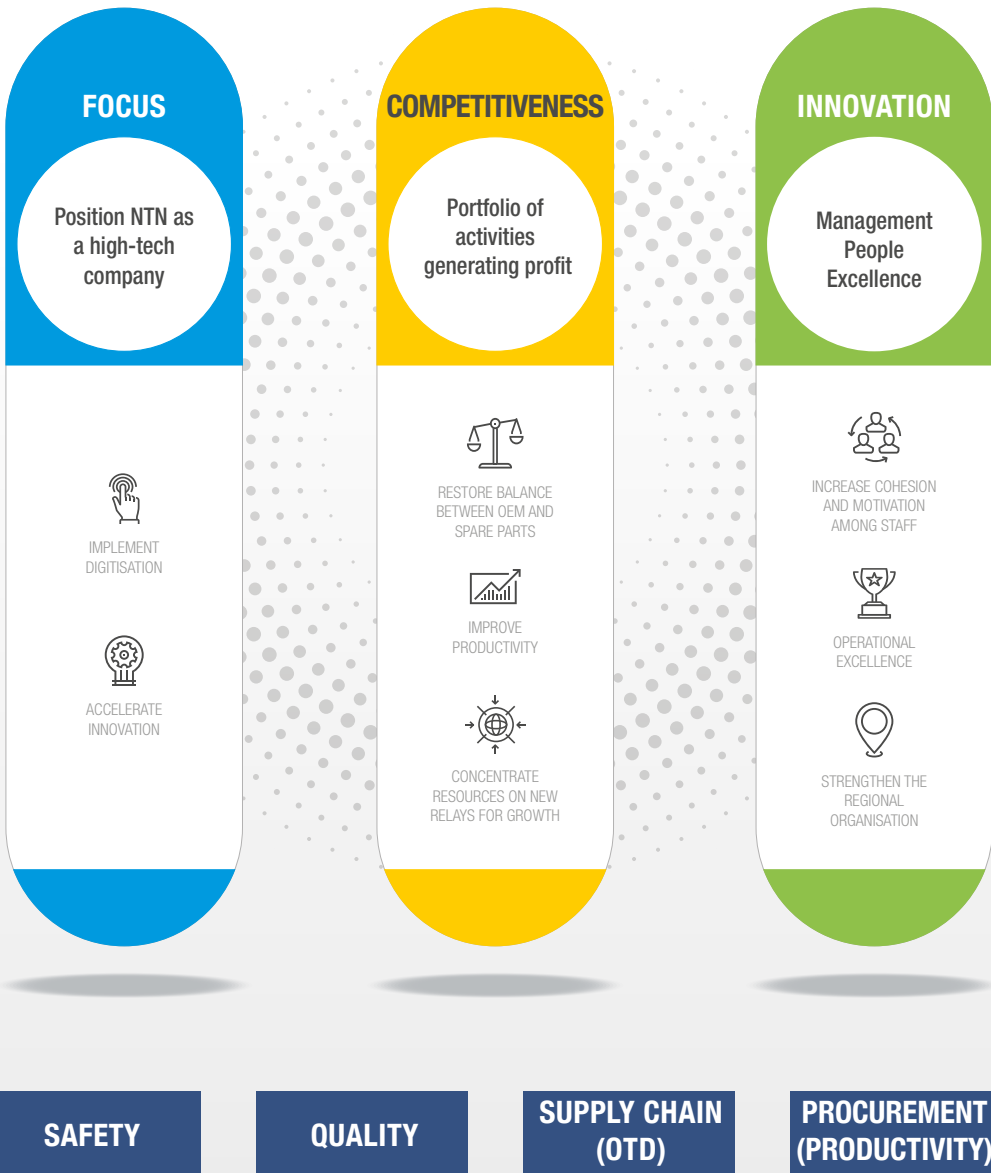 FOCUS
Position NTN as
a high-tech
company
IMPLEMENT
DIGITISATION
ACCELERATE
INNOVATION
COMPETITIVENESS
Portfolio of
activities
generating profit
RESTORE BALANCE
BETWEEN OEM AND
SPARE PARTS
IMPROVE
PRODUCTIVITY
CONCENTRATE
RESOURCES ON NEW
RELAYS FOR GROWTH
INNOVATION
Management
People
Excellence
INCREASE COHESION
AND MOTIVATION
AMONG STAFF
OPERATIONAL
EXCELLENCE
STRENGTHEN THE
REGIONAL
ORGANISATION
SAFETY
QUALITY
SUPPLY CHAIN
(OTD)
PROCUREMENT
(PRODUCTIVITY)